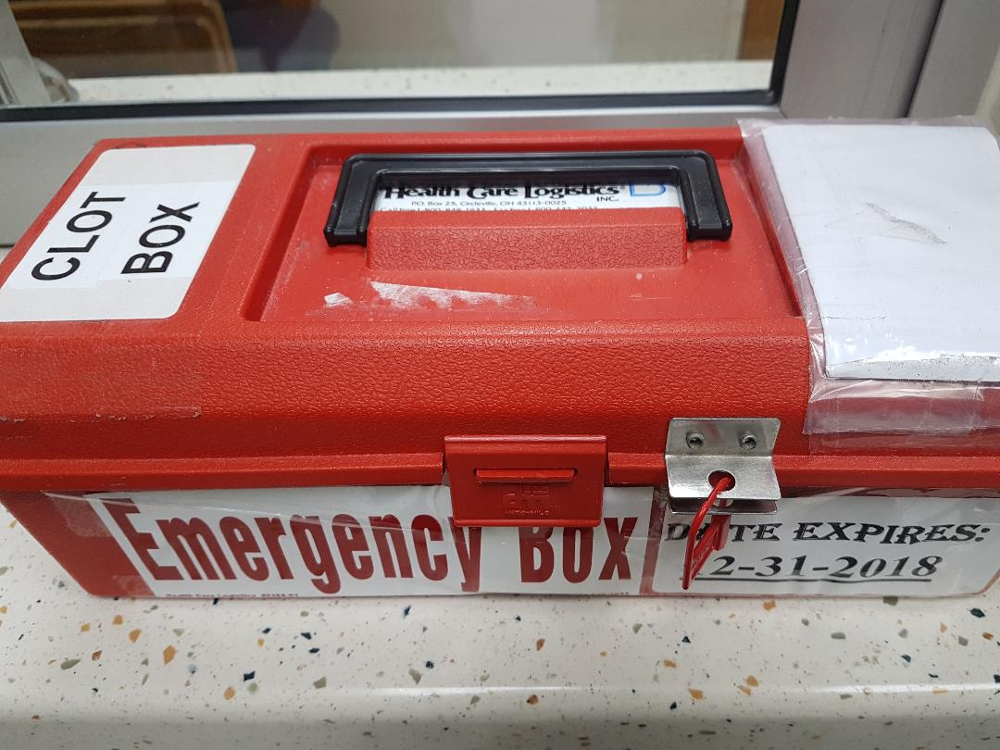 CLOT
BOX
Health Care Logistics
INC.
P.O. Box 25, Circleville, OH 43113-0025
Emergency Box
DATE EXPIRES:
2-31-2018